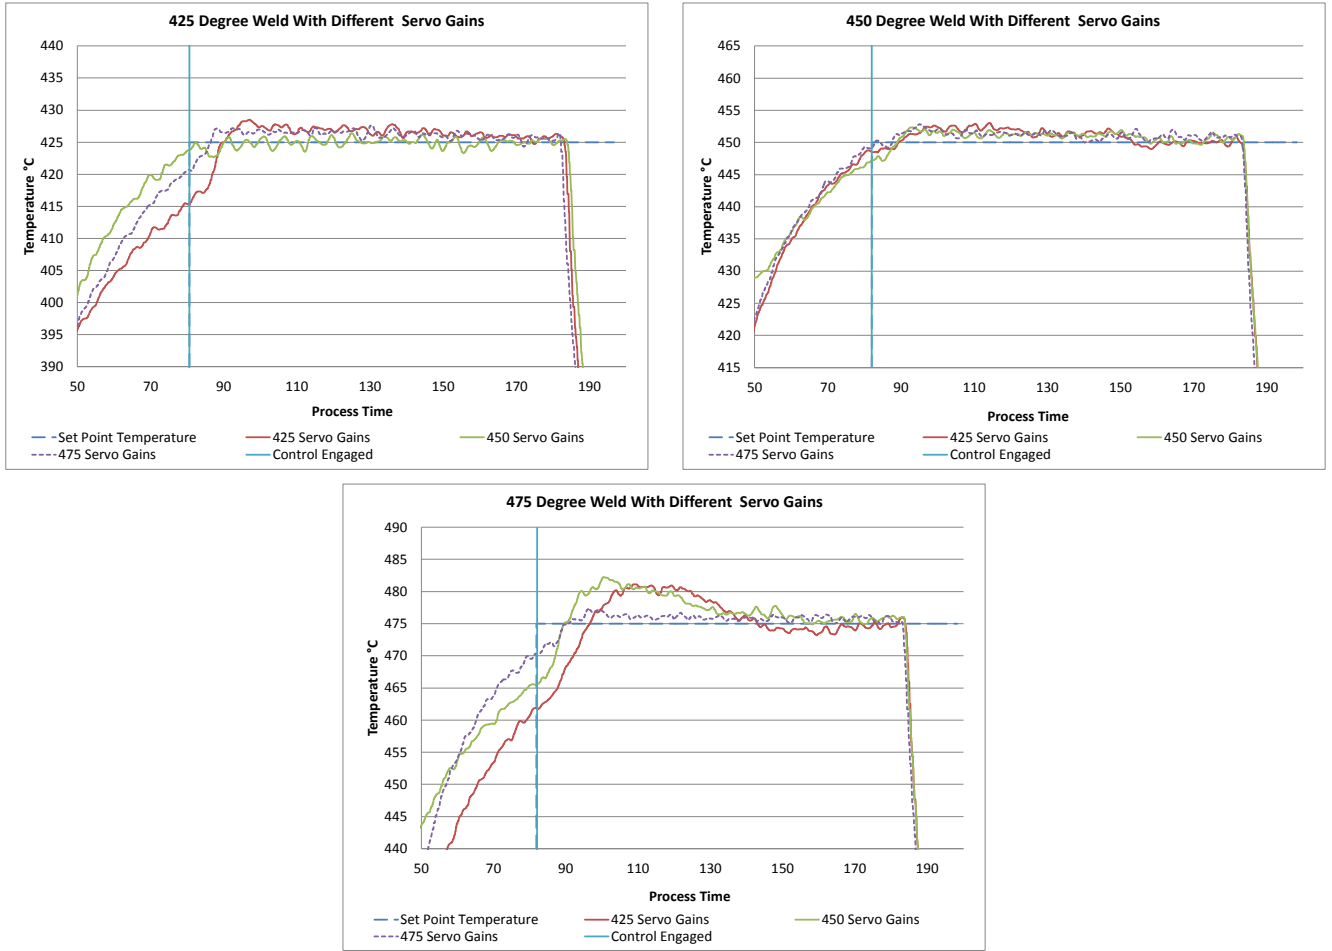 425 Degree Weld With Different  Servo Gains
440
435
430
425
420
415
410
405
400
395
390
Temperature °C
50 70 90 110 130 150 170 190
Process Time
Set Point Temperature 425 Servo Gains 450 Servo Gains
475 Servo Gains Control Engaged
450 Degree Weld With Different  Servo Gains
465
460
455
450
445
440
435
430
425
420
415
Temperature °C
50 70 90 110 130 150 170 190
Process Time
Set Point Temperature 425 Servo Gains 450 Servo Gains
475 Servo Gains Control Engaged
475 Degree Weld With Different  Servo Gains
490
485
480
475
470
465
460
455
450
445
440
Temperature °C
50 70 90 110 130 150 170 190
Process Time
Set Point Temperature 425 Servo Gains 450 Servo Gains
475 Servo Gains Control Engaged